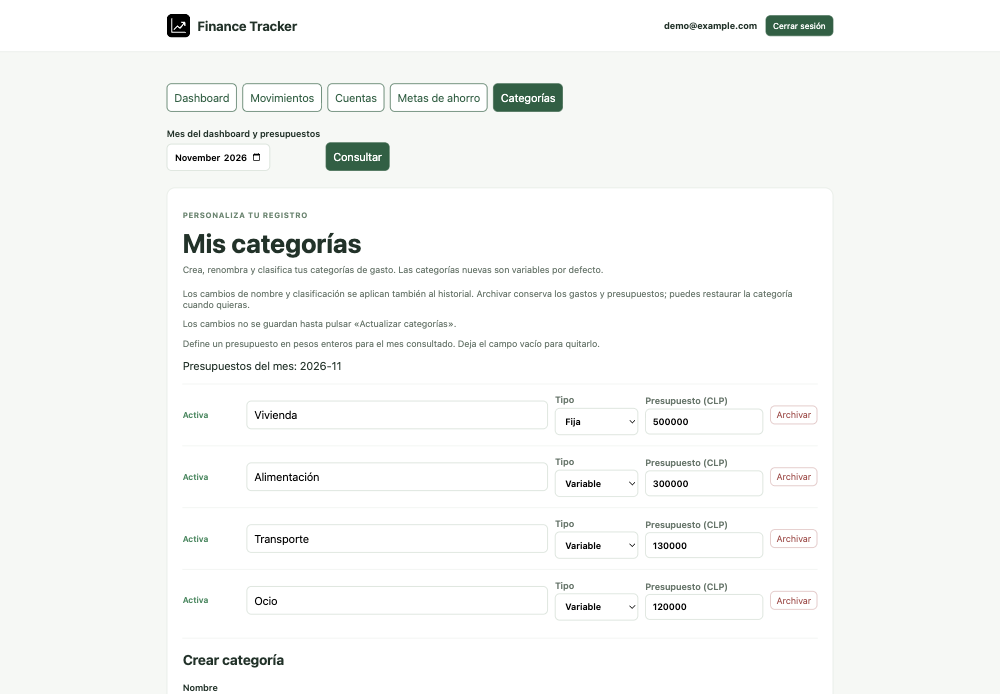 Finance Tracker
demo@example.com
Cerrar sesión
Dashboard
Movimientos
Cuentas
Metas de ahorro
Categorías
Mes del dashboard y presupuestos
November 2026
Consultar
PERSONALIZA TU REGISTRO
Mis categorías
Crea, renombra y clasifica tus categorías de gasto. Las categorías nuevas son variables por defecto.
Los cambios de nombre y clasificación se aplican también al historial. Archivar conserva los gastos y presupuestos; puedes restaurar la categoría
cuando quieras.
Los cambios no se guardan hasta pulsar «Actualizar categorías».
Define un presupuesto en pesos enteros para el mes consultado. Deja el campo vacío para quitarlo.
Presupuestos del mes: 2026-11
Tipo
Presupuesto (CLP)
Activa
Vivienda
Fija
500000
Archivar
Tipo
Presupuesto (CLP)
Activa
Alimentación
Variable
300000
Archivar
Tipo
Presupuesto (CLP)
Activa
Transporte
Variable
130000
Archivar
Tipo
Presupuesto (CLP)
Activa
Ocio
Variable
120000
Archivar
Crear categoría
Nombre